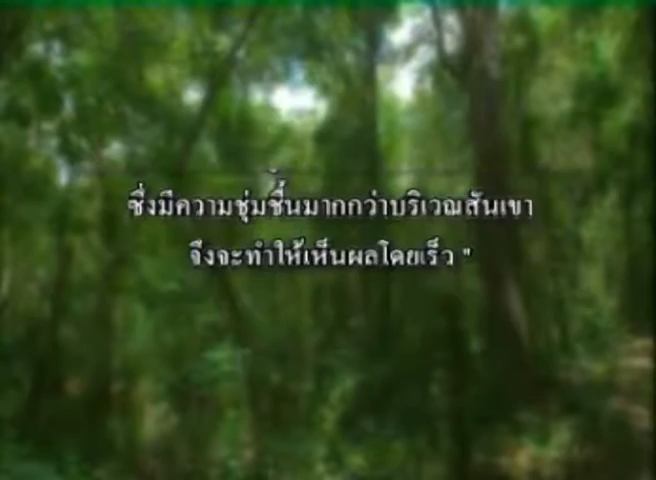 ซึ่งมีความชุ่มชื้นมากกว่าบริเวณสันเขา
จึงจะทำให้เห็นผลโดยเร็ว "